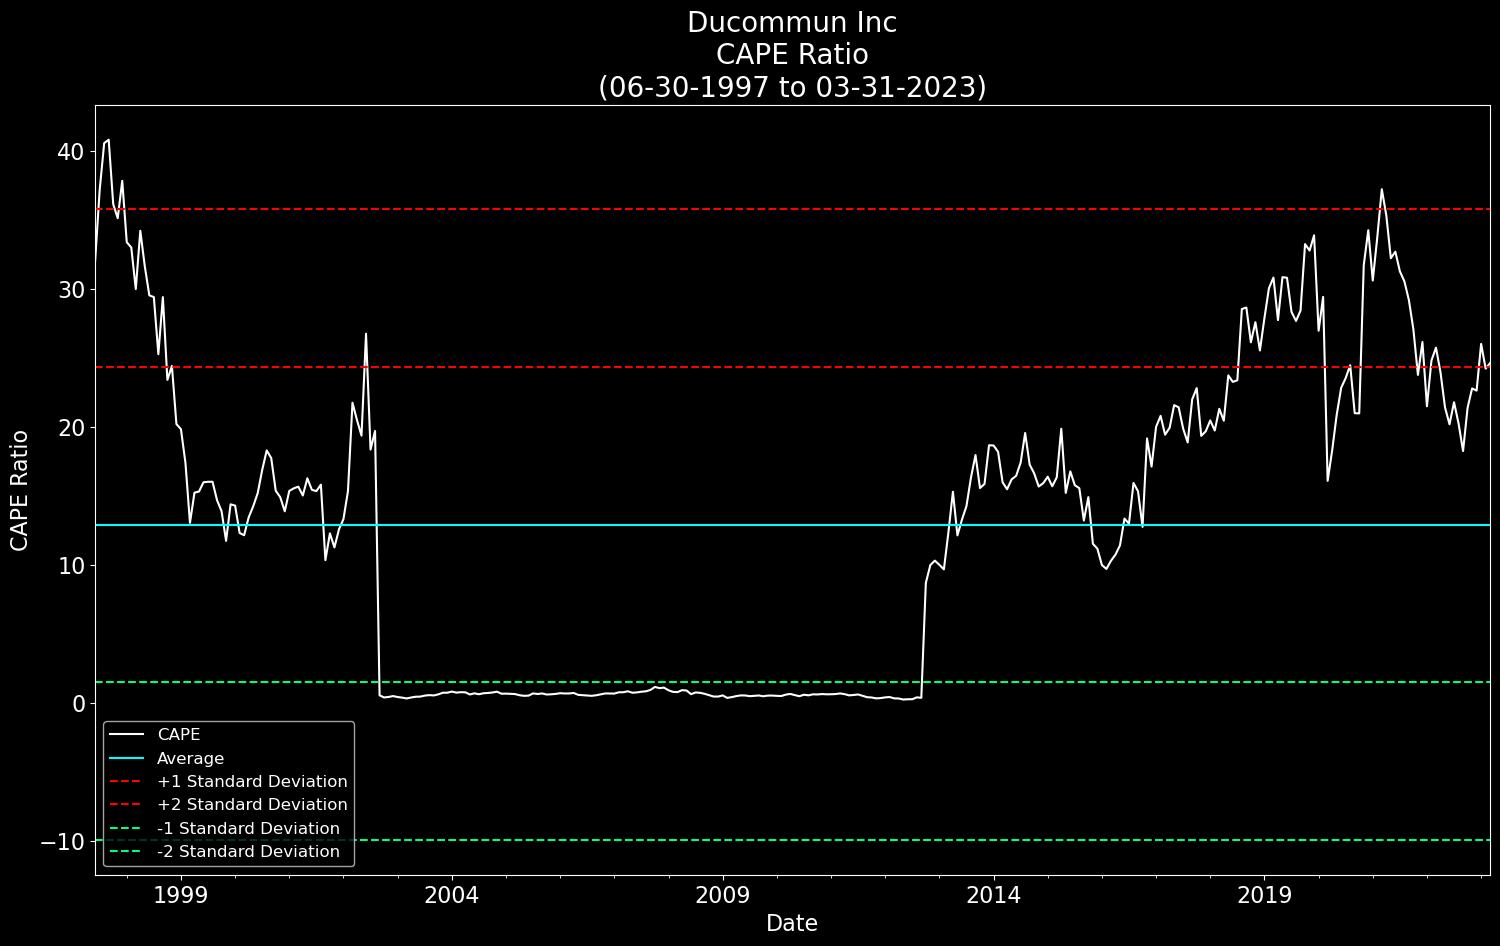 Ducommun Inc
CAPE Ratio
(06-30-1997 to 03-31-2023)
CAPE Ratio
40
30
20
10
0
−10
CAPE
Average
+1 Standard Deviation
+2 Standard Deviation
-1 Standard Deviation
-2 Standard Deviation
1999 2004 2009 2014 2019
Date